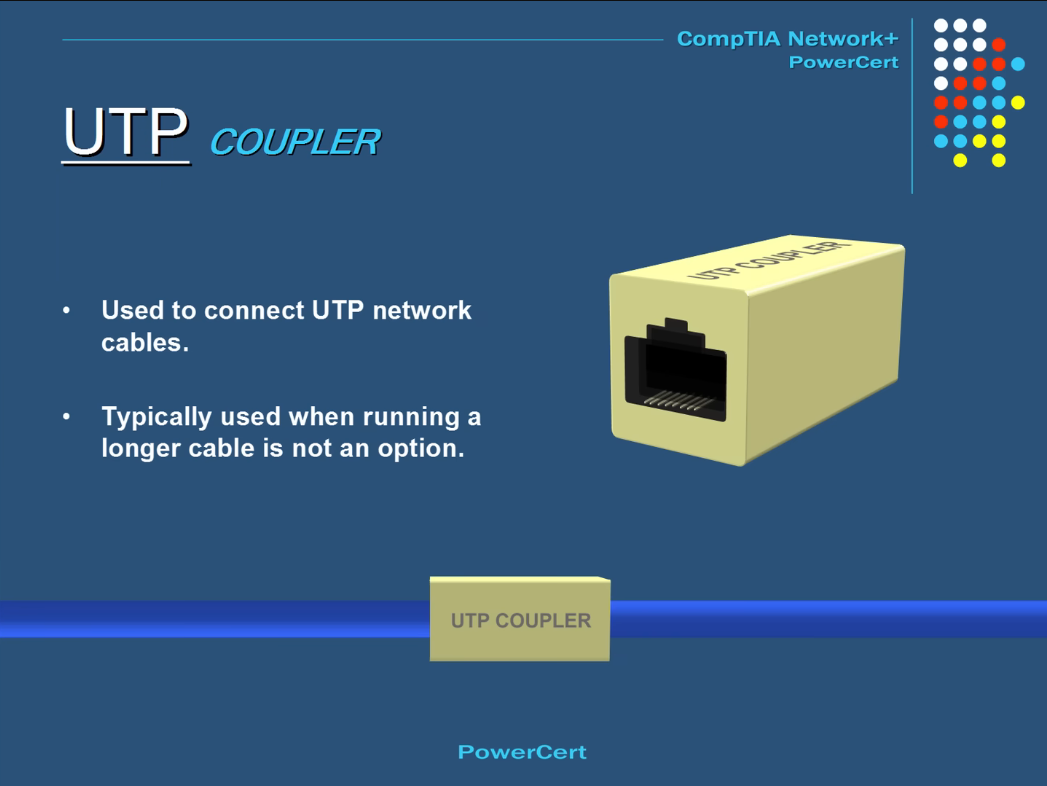 CompTIA Network+
PowerCert
UTP COUPLER
• Used to connect UTP network
cables.
• Typically used when running a
longer cable is not an option.
UTP COUPLER
UTP COUPLER
PowerCert